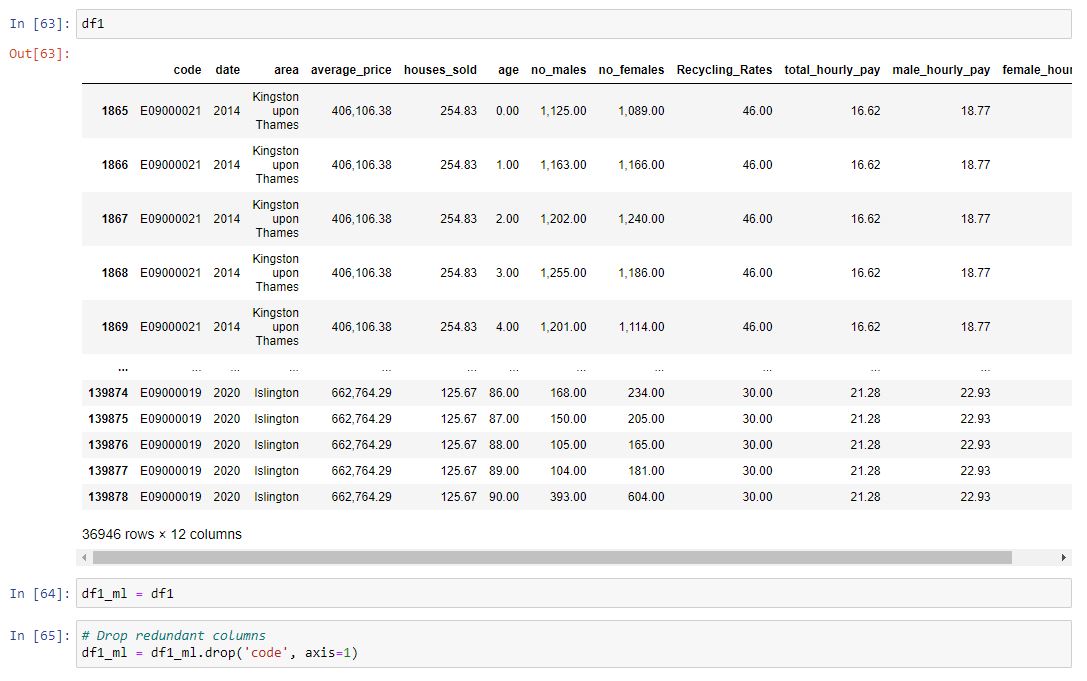 In [63]: df1
Out[63]:
code date area average_price houses_sold age no_males no_females Recycling_Rates total_hourly_pay male_hourly_pay female_hour
1865 E09000021 2014 Kingston upon Thames 406,106.38 254.83 0.00 1,125.00 1,089.00 46.00 16.62 18.77
1866 E09000021 2014 Kingston upon Thames 406,106.38 254.83 1.00 1,163.00 1,166.00 46.00 16.62 18.77
1867 E09000021 2014 Kingston upon Thames 406,106.38 254.83 2.00 1,202.00 1,240.00 46.00 16.62 18.77
1868 E09000021 2014 Kingston upon Thames 406,106.38 254.83 3.00 1,255.00 1,186.00 46.00 16.62 18.77
1869 E09000021 2014 Kingston upon Thames 406,106.38 254.83 4.00 1,201.00 1,114.00 46.00 16.62 18.77
... ... ... ... ... ... ... ... ... ... ... ...
139874 E09000019 2020 Islington 662,764.29 125.67 86.00 168.00 234.00 30.00 21.28 22.93
139875 E09000019 2020 Islington 662,764.29 125.67 87.00 150.00 205.00 30.00 21.28 22.93
139876 E09000019 2020 Islington 662,764.29 125.67 88.00 105.00 165.00 30.00 21.28 22.93
139877 E09000019 2020 Islington 662,764.29 125.67 89.00 104.00 181.00 30.00 21.28 22.93
139878 E09000019 2020 Islington 662,764.29 125.67 90.00 393.00 604.00 30.00 21.28 22.93
36946 rows × 12 columns
In [64]: df1_ml = df1
In [65]: # Drop redundant columns
df1_ml = df1_ml.drop('code', axis=1)